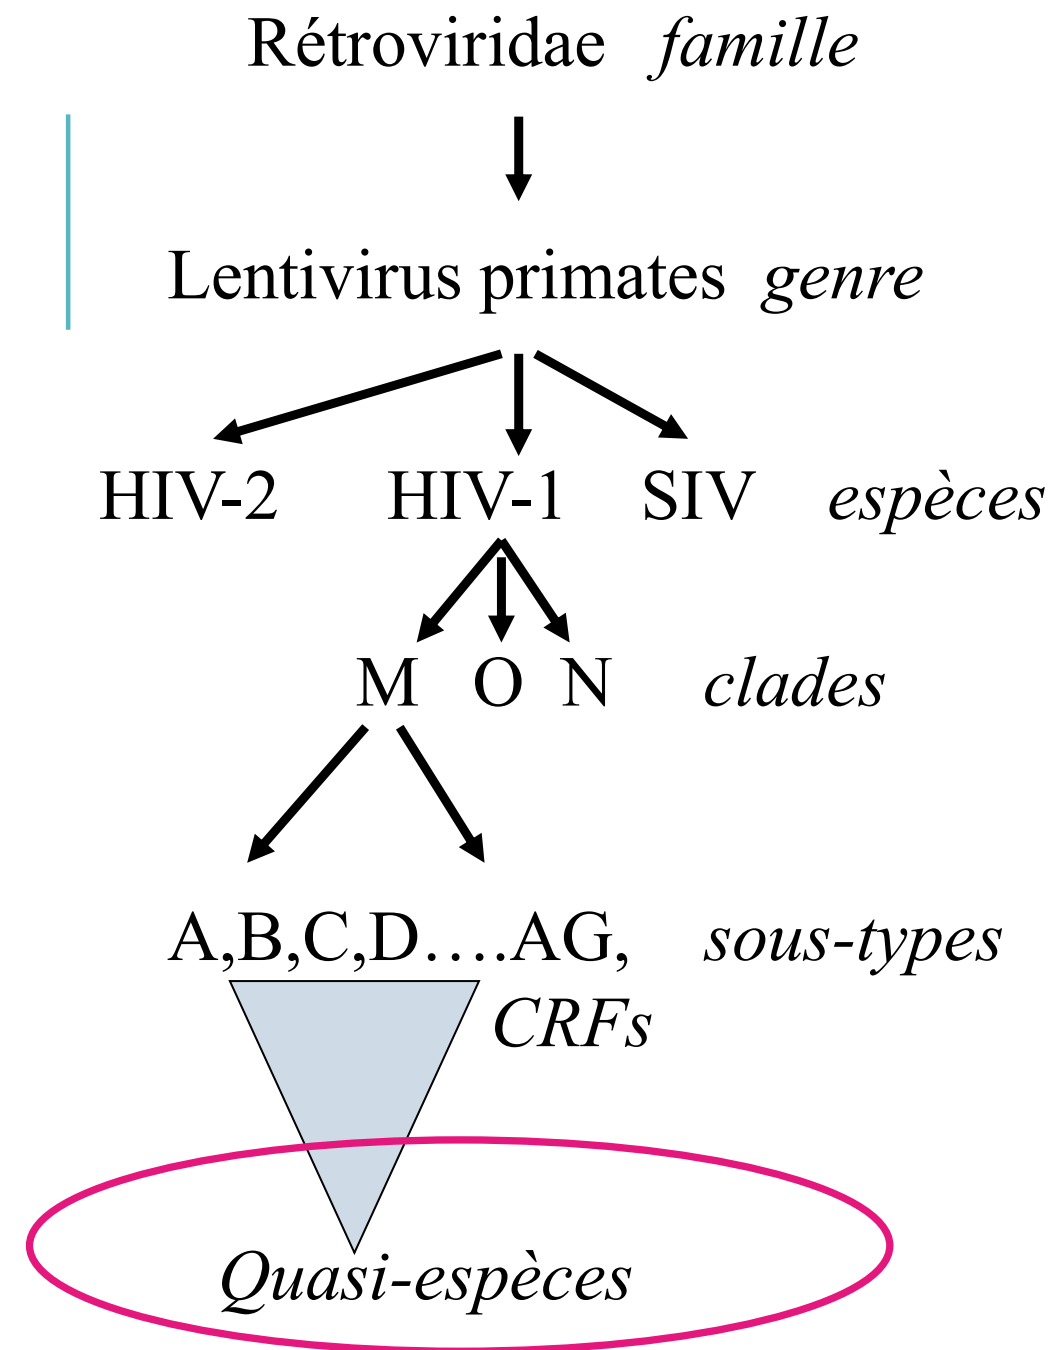 Rétroviridae famille
Lentivirus primates genre
HIV-2 HIV-1 SIV espèces
M O N clades
A,B,C,D….AG, sous-types
CRFs
Quasi-espèces